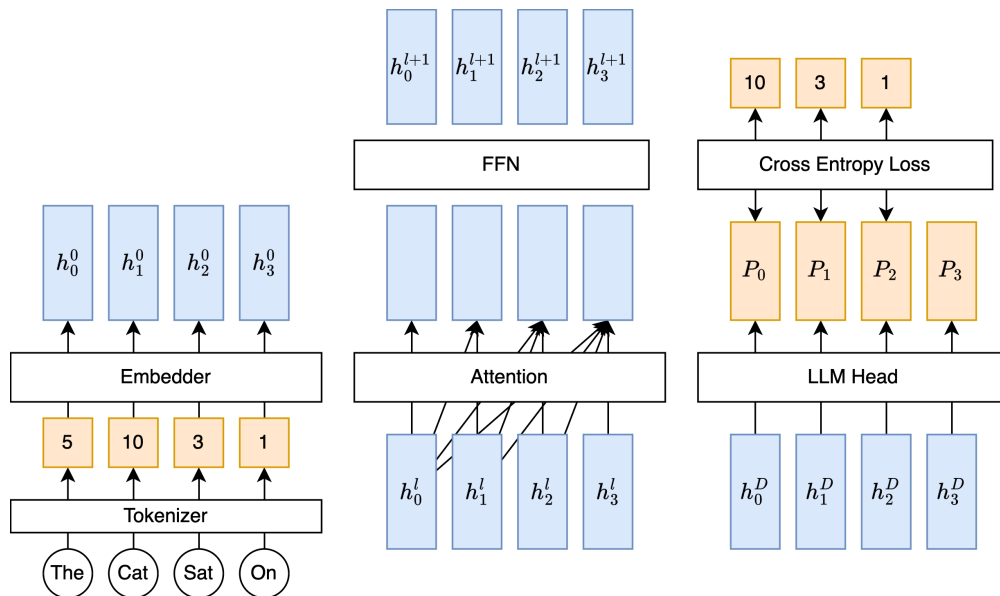 h_0^0 h_1^0 h_2^0 h_3^0
Embedder
5 10 3 1
Tokenizer
The Cat Sat On
h_0^{l+1} h_1^{l+1} h_2^{l+1} h_3^{l+1}
FFN
Attention
h_0^l h_1^l h_2^l h_3^l
10 3 1
Cross Entropy Loss
P_0 P_1 P_2 P_3
LLM Head
h_0^D h_1^D h_2^D h_3^D